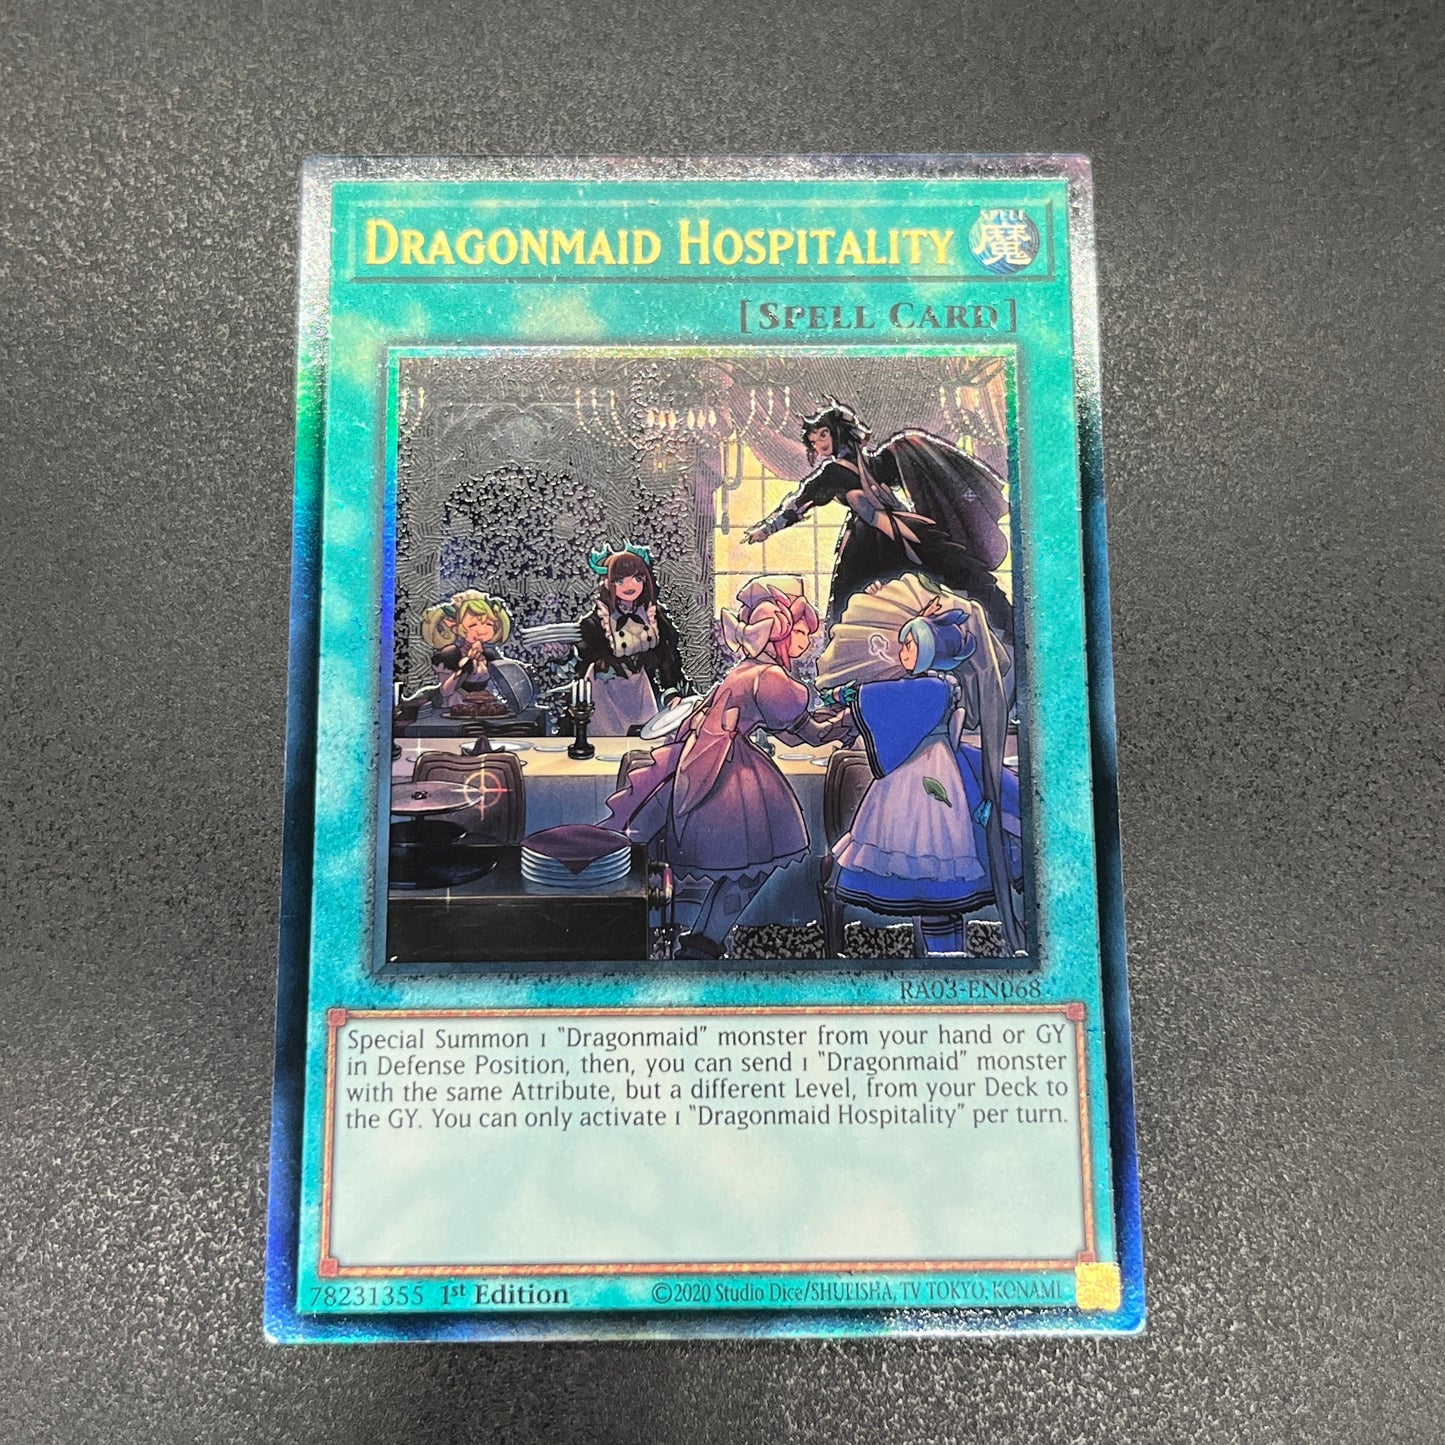 DRAGONMAID HOSPITALITY
SPELL
魔
[SPELL CARD]
RA03-EN068
Special Summon 1 "Dragonmaid" monster from your hand or GY
in Defense Position, then, you can send 1 "Dragonmaid" monster
with the same Attribute, but a different Level, from your Deck to
the GY. You can only activate 1 "Dragonmaid Hospitality" per turn.
78231355 1st Edition ©2020 Studio Dice/SHUEISHA, TV TOKYO, KONAMI